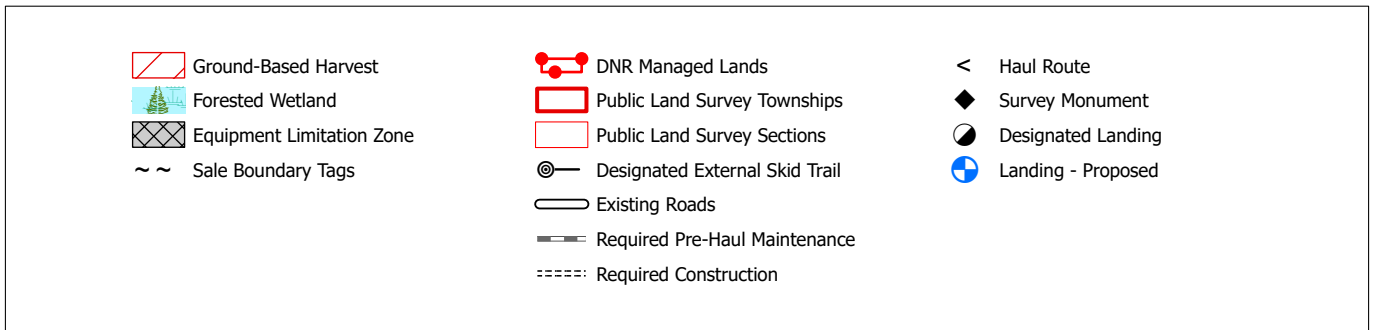 Ground-Based Harvest
Forested Wetland
Equipment Limitation Zone
Sale Boundary Tags
DNR Managed Lands
Public Land Survey Townships
Public Land Survey Sections
Designated External Skid Trail
Existing Roads
Required Pre-Haul Maintenance
Required Construction
Haul Route
Survey Monument
Designated Landing
Landing - Proposed